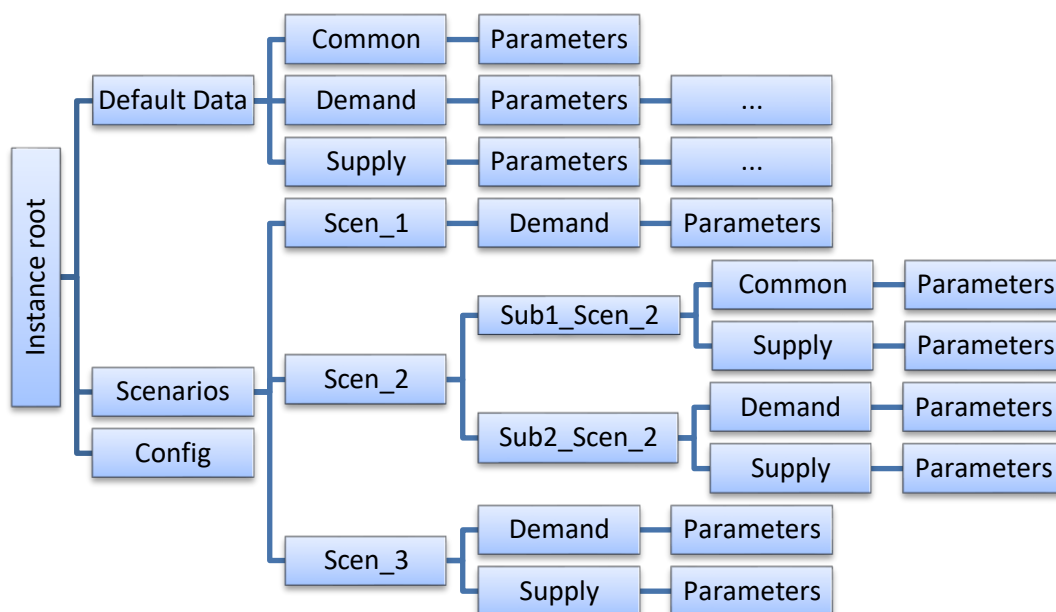 Instance root
Default Data
Common
Parameters
Demand
Parameters
...
Supply
Parameters
...
Scenarios
Scen_1
Demand
Parameters
Scen_2
Sub1_Scen_2
Common
Parameters
Supply
Parameters
Sub2_Scen_2
Demand
Parameters
Supply
Parameters
Scen_3
Demand
Parameters
Supply
Parameters
Config